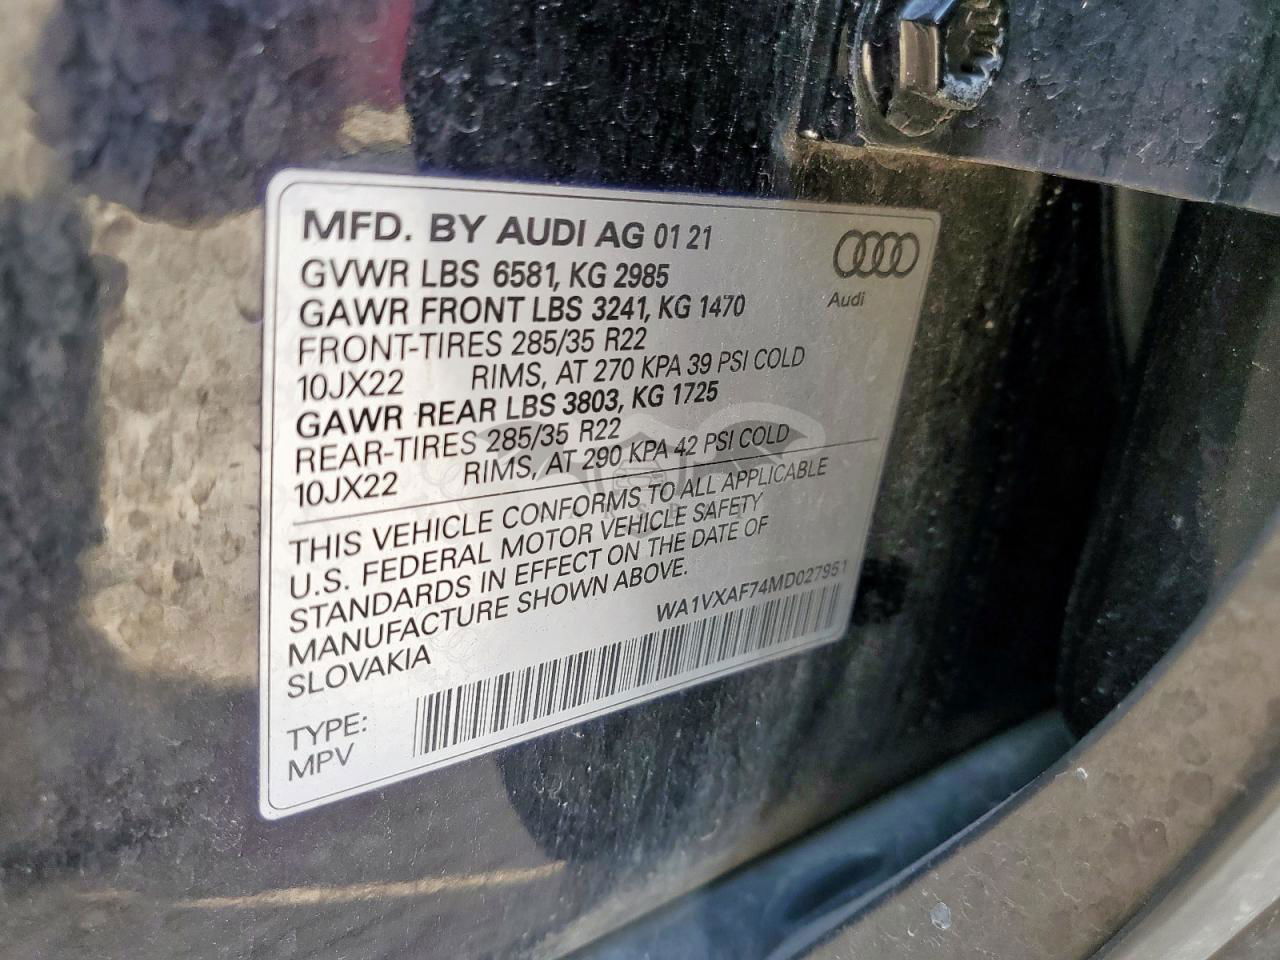 MFD. BY AUDI AG 01 21
GVWR LBS 6581, KG 2985
GAWR FRONT LBS 3241, KG 1470
FRONT-TIRES 285/35 R22
10JX22 RIMS, AT 270 KPA 39 PSI COLD
GAWR REAR LBS 3803, KG 1725
REAR-TIRES 285/35 R22
10JX22 RIMS, AT 290 KPA 42 PSI COLD
THIS VEHICLE CONFORMS TO ALL APPLICABLE
U.S. FEDERAL MOTOR VEHICLE SAFETY
STANDARDS IN EFFECT ON THE DATE OF
MANUFACTURE SHOWN ABOVE.
SLOVAKIA
WA1VXAF74MD027951
TYPE:
MPV
Audi